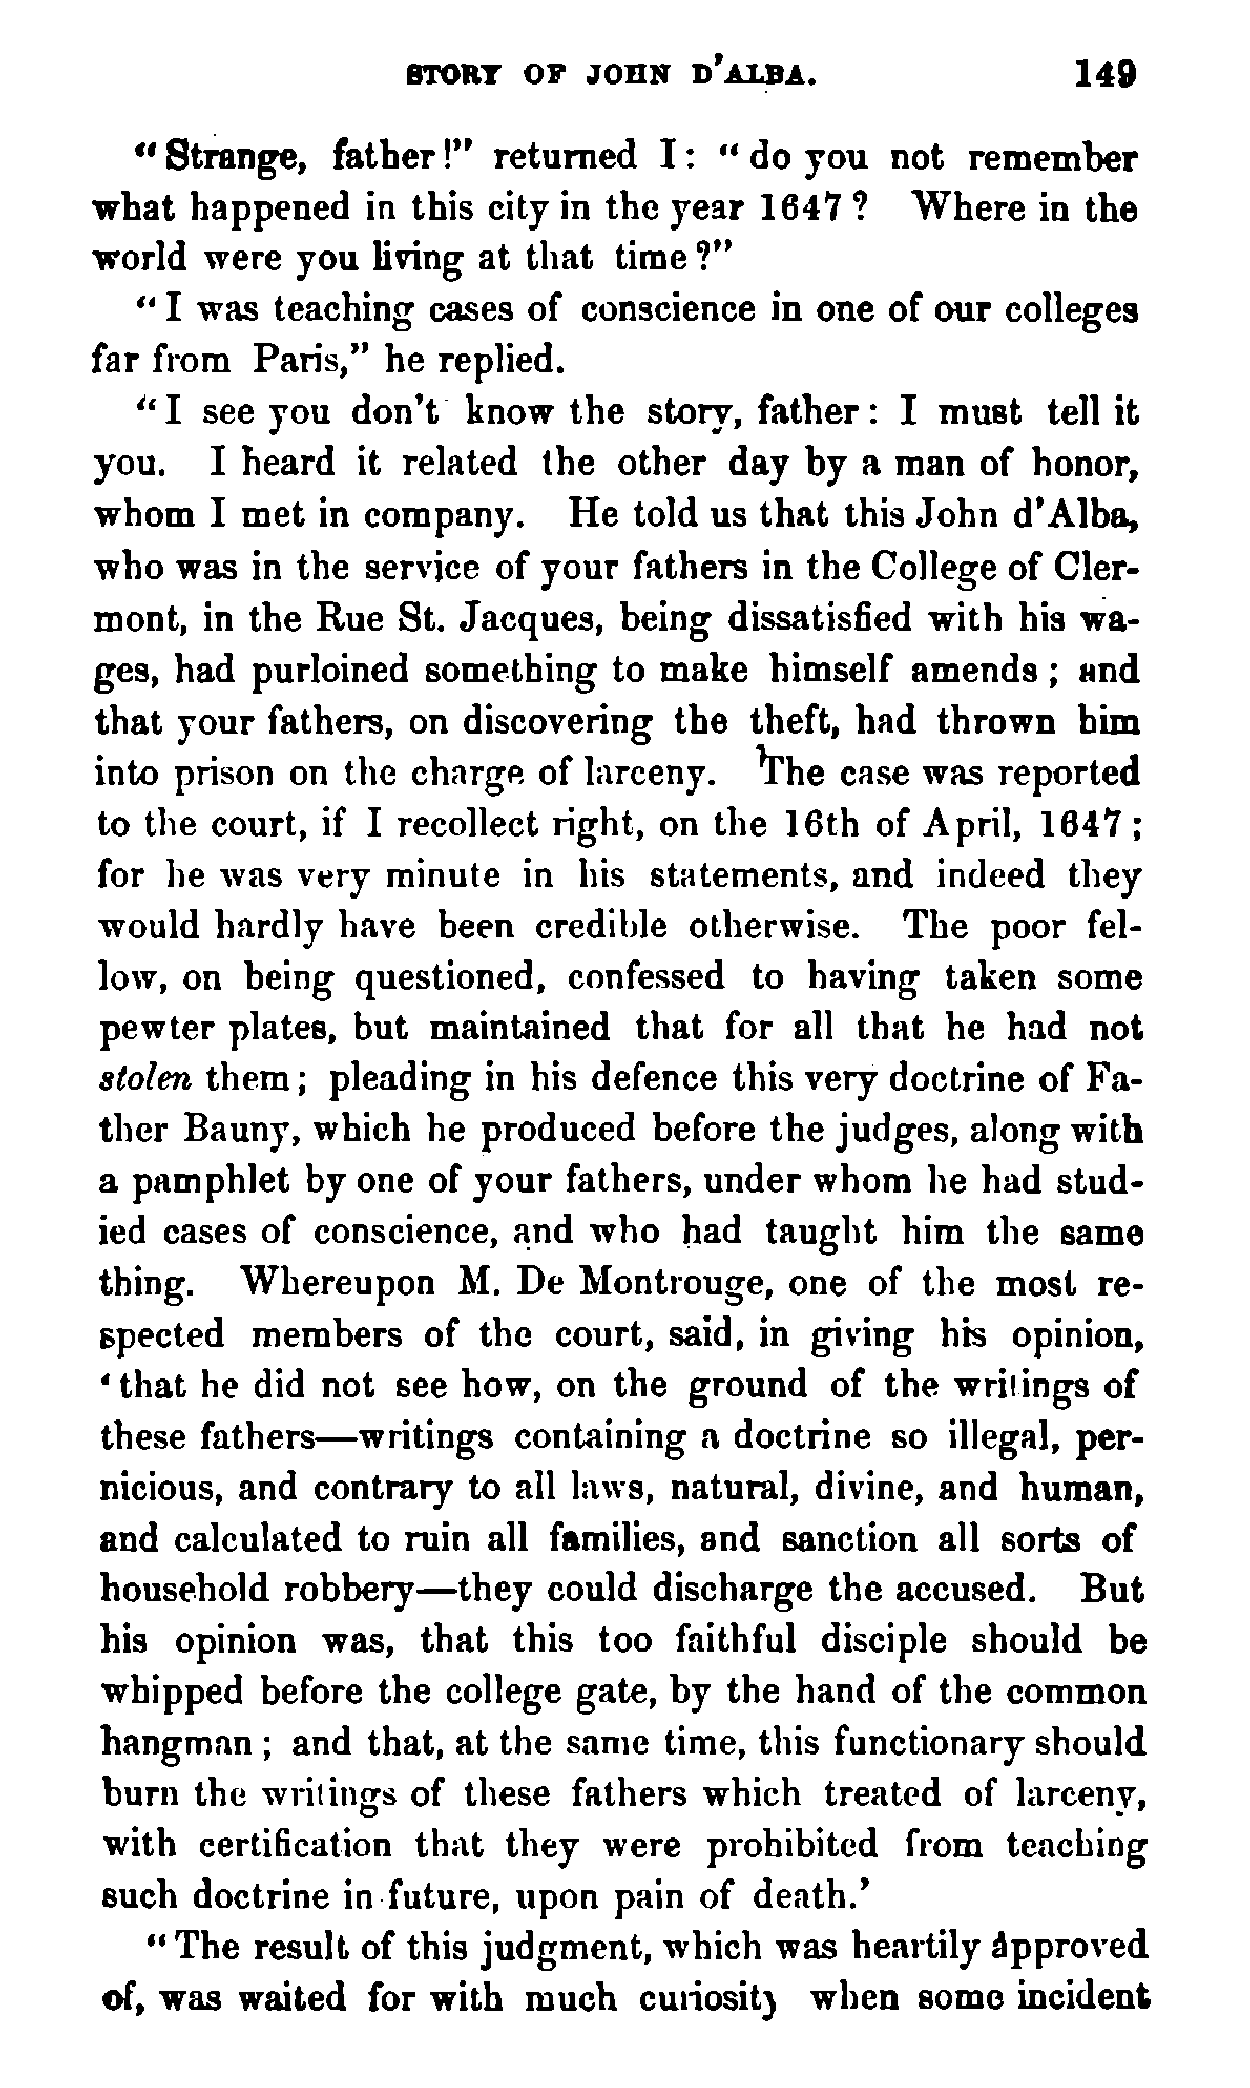 STORY OF JOHN D'ALBA. 149
"Strange, father!" returned I: "do you not remember
what happened in this city in the year 1647? Where in the
world were you living at that time?"
"I was teaching cases of conscience in one of our colleges
far from Paris," he replied.
"I see you don't know the story, father: I must tell it
you. I heard it related the other day by a man of honor,
whom I met in company. He told us that this John d'Alba,
who was in the service of your fathers in the College of Cler-
mont, in the Rue St. Jacques, being dissatisfied with his wa-
ges, had purloined something to make himself amends; and
that your fathers, on discovering the theft, had thrown him
into prison on the charge of larceny. The case was reported
to the court, if I recollect right, on the 16th of April, 1647;
for he was very minute in his statements, and indeed they
would hardly have been credible otherwise. The poor fel-
low, on being questioned, confessed to having taken some
pewter plates, but maintained that for all that he had not
stolen them; pleading in his defence this very doctrine of Fa-
ther Bauny, which he produced before the judges, along with
a pamphlet by one of your fathers, under whom he had stud-
ied cases of conscience, and who had taught him the same
thing. Whereupon M. De Montrouge, one of the most re-
spected members of the court, said, in giving his opinion,
'that he did not see how, on the ground of the writings of
these fathers—writings containing a doctrine so illegal, per-
nicious, and contrary to all laws, natural, divine, and human,
and calculated to ruin all families, and sanction all sorts of
household robbery—they could discharge the accused. But
his opinion was, that this too faithful disciple should be
whipped before the college gate, by the hand of the common
hangman; and that, at the same time, this functionary should
burn the writings of these fathers which treated of larceny,
with certification that they were prohibited from teaching
such doctrine in future, upon pain of death.'
"The result of this judgment, which was heartily approved
of, was waited for with much curiosity when some incident